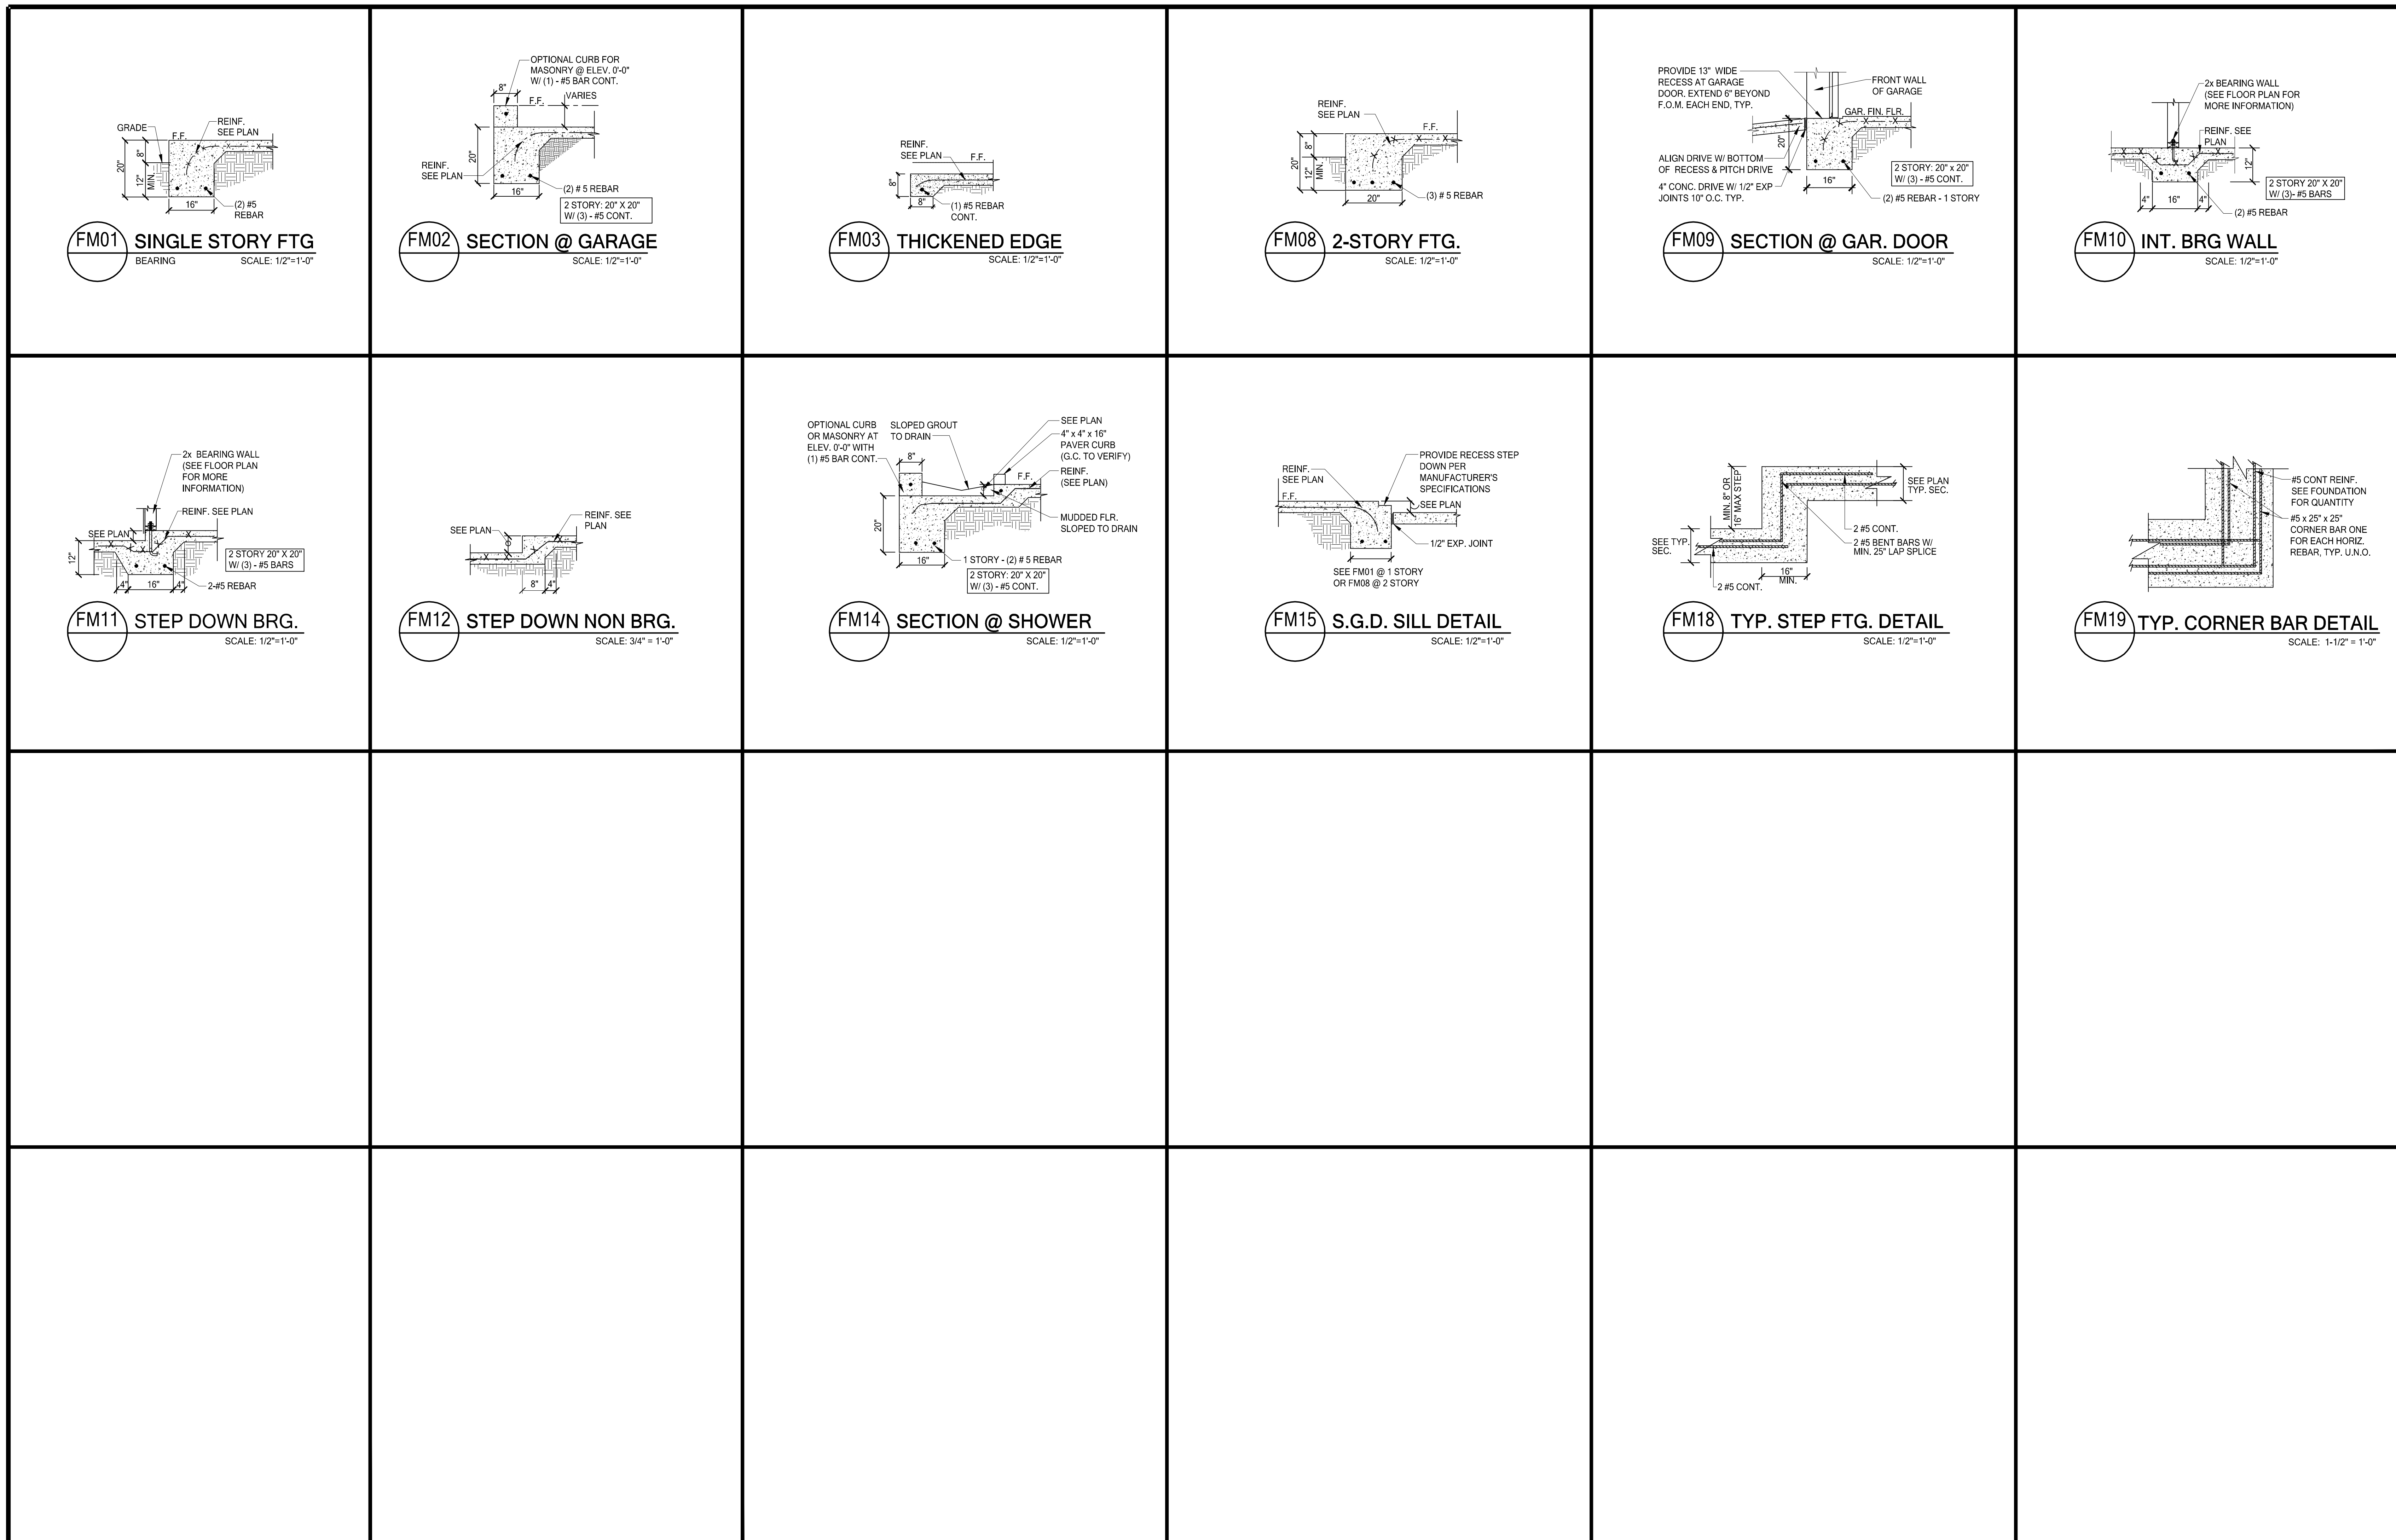 OPTIONAL CURB FOR
MASONRY @ ELEV. 0'-0"
W/ (1) - #5 BAR CONT.
GRADE
F.F.
REINF.
SEE PLAN
20"
8"
12"
MIN.
16"
(2) #5
REBAR
FM01
SINGLE STORY FTG
BEARING
SCALE: 1/2"=1'-0"
8"
F.F.
VARIES
20"
REINF.
SEE PLAN
16"
(2) # 5 REBAR
2 STORY: 20" X 20"
W/ (3) - #5 CONT.
FM02
SECTION @ GARAGE
SCALE: 1/2"=1'-0"
REINF.
SEE PLAN
F.F.
8"
8"
(1) #5 REBAR
CONT.
FM03
THICKENED EDGE
SCALE: 1/2"=1'-0"
REINF.
SEE PLAN
F.F.
20"
8"
12"
MIN.
20"
(3) # 5 REBAR
FM08
2-STORY FTG.
SCALE: 1/2"=1'-0"
PROVIDE 13" WIDE
RECESS AT GARAGE
DOOR. EXTEND 6" BEYOND
F.O.M. EACH END, TYP.
FRONT WALL
OF GARAGE
GAR. FIN. FLR.
20"
ALIGN DRIVE W/ BOTTOM
OF RECESS & PITCH DRIVE
4" CONC. DRIVE W/ 1/2" EXP
JOINTS 10" O.C. TYP.
16"
2 STORY: 20" x 20"
W/ (3) - #5 CONT.
(2) #5 REBAR - 1 STORY
FM09
SECTION @ GAR. DOOR
SCALE: 1/2"=1'-0"
2x BEARING WALL
(SEE FLOOR PLAN FOR
MORE INFORMATION)
REINF. SEE
PLAN
12"
2 STORY 20" X 20"
W/ (3)- #5 BARS
4"
16"
4"
(2) #5 REBAR
FM10
INT. BRG WALL
SCALE: 1/2"=1'-0"
2x BEARING WALL
(SEE FLOOR PLAN
FOR MORE
INFORMATION)
REINF. SEE PLAN
SEE PLAN
12"
2 STORY 20" X 20"
W/ (3) - #5 BARS
4"
16"
4"
2-#5 REBAR
FM11
STEP DOWN BRG.
SCALE: 1/2"=1'-0"
REINF. SEE
PLAN
SEE PLAN
8"
4"
FM12
STEP DOWN NON BRG.
SCALE: 3/4" = 1'-0"
OPTIONAL CURB
OR MASONRY AT
ELEV. 0'-0" WITH
(1) #5 BAR CONT.
SLOPED GROUT
TO DRAIN
SEE PLAN
4" x 4" x 16"
PAVER CURB
(G.C. TO VERIFY)
REINF.
(SEE PLAN)
8"
F.F.
20"
MUDDED FLR.
SLOPED TO DRAIN
16"
1 STORY - (2) # 5 REBAR
2 STORY: 20" X 20"
W/ (3) - #5 CONT.
FM14
SECTION @ SHOWER
SCALE: 1/2"=1'-0"
REINF.
SEE PLAN
F.F.
PROVIDE RECESS STEP
DOWN PER
MANUFACTURER'S
SPECIFICATIONS
SEE PLAN
1/2" EXP. JOINT
SEE FM01 @ 1 STORY
OR FM08 @ 2 STORY
FM15
S.G.D. SILL DETAIL
SCALE: 1/2"=1'-0"
MIN. 8" OR
16" MAX STEP
SEE PLAN
TYP. SEC.
SEE TYP.
SEC.
2 #5 CONT.
2 #5 BENT BARS W/
MIN. 25" LAP SPLICE
16"
MIN.
2 #5 CONT.
FM18
TYP. STEP FTG. DETAIL
SCALE: 1/2"=1'-0"
#5 CONT REINF.
SEE FOUNDATION
FOR QUANTITY
#5 x 25" x 25"
CORNER BAR ONE
FOR EACH HORIZ.
REBAR, TYP. U.N.O.
FM19
TYP. CORNER BAR DETAIL
SCALE: 1-1/2" = 1'-0"